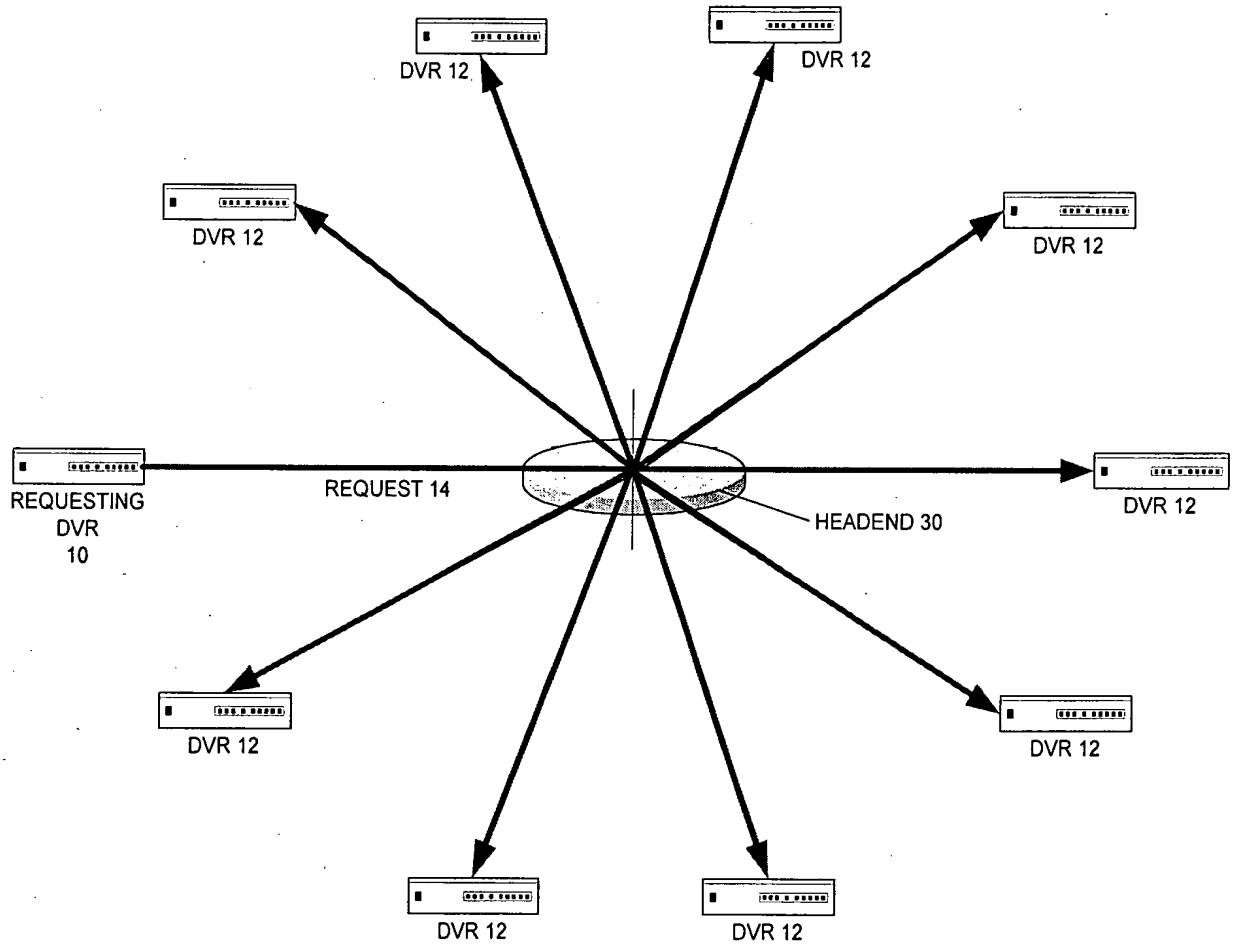 DVR 12
DVR 12
DVR 12
DVR 12
REQUESTING
DVR
10
REQUEST 14
DVR 12
HEADEND 30
DVR 12
DVR 12
DVR 12
DVR 12